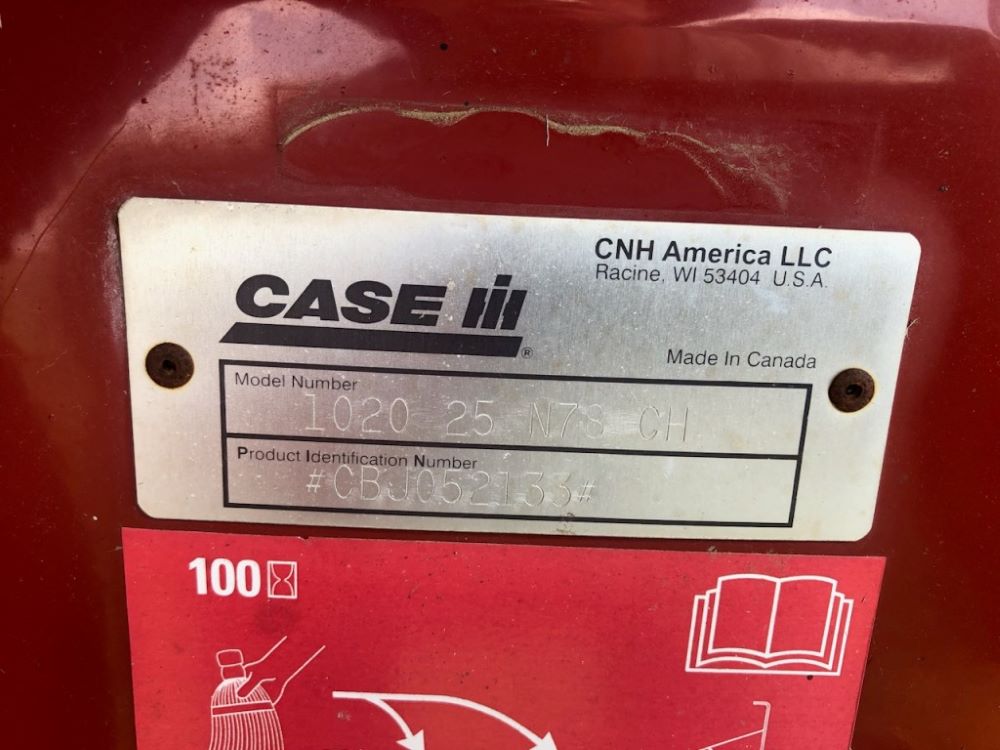 CNH America LLC
Racine, WI 53404 U.S.A.
CASE IH
®
Made In Canada
Model Number
1020 25 N78 CH
Product Identification Number
#CBJ052133#
100